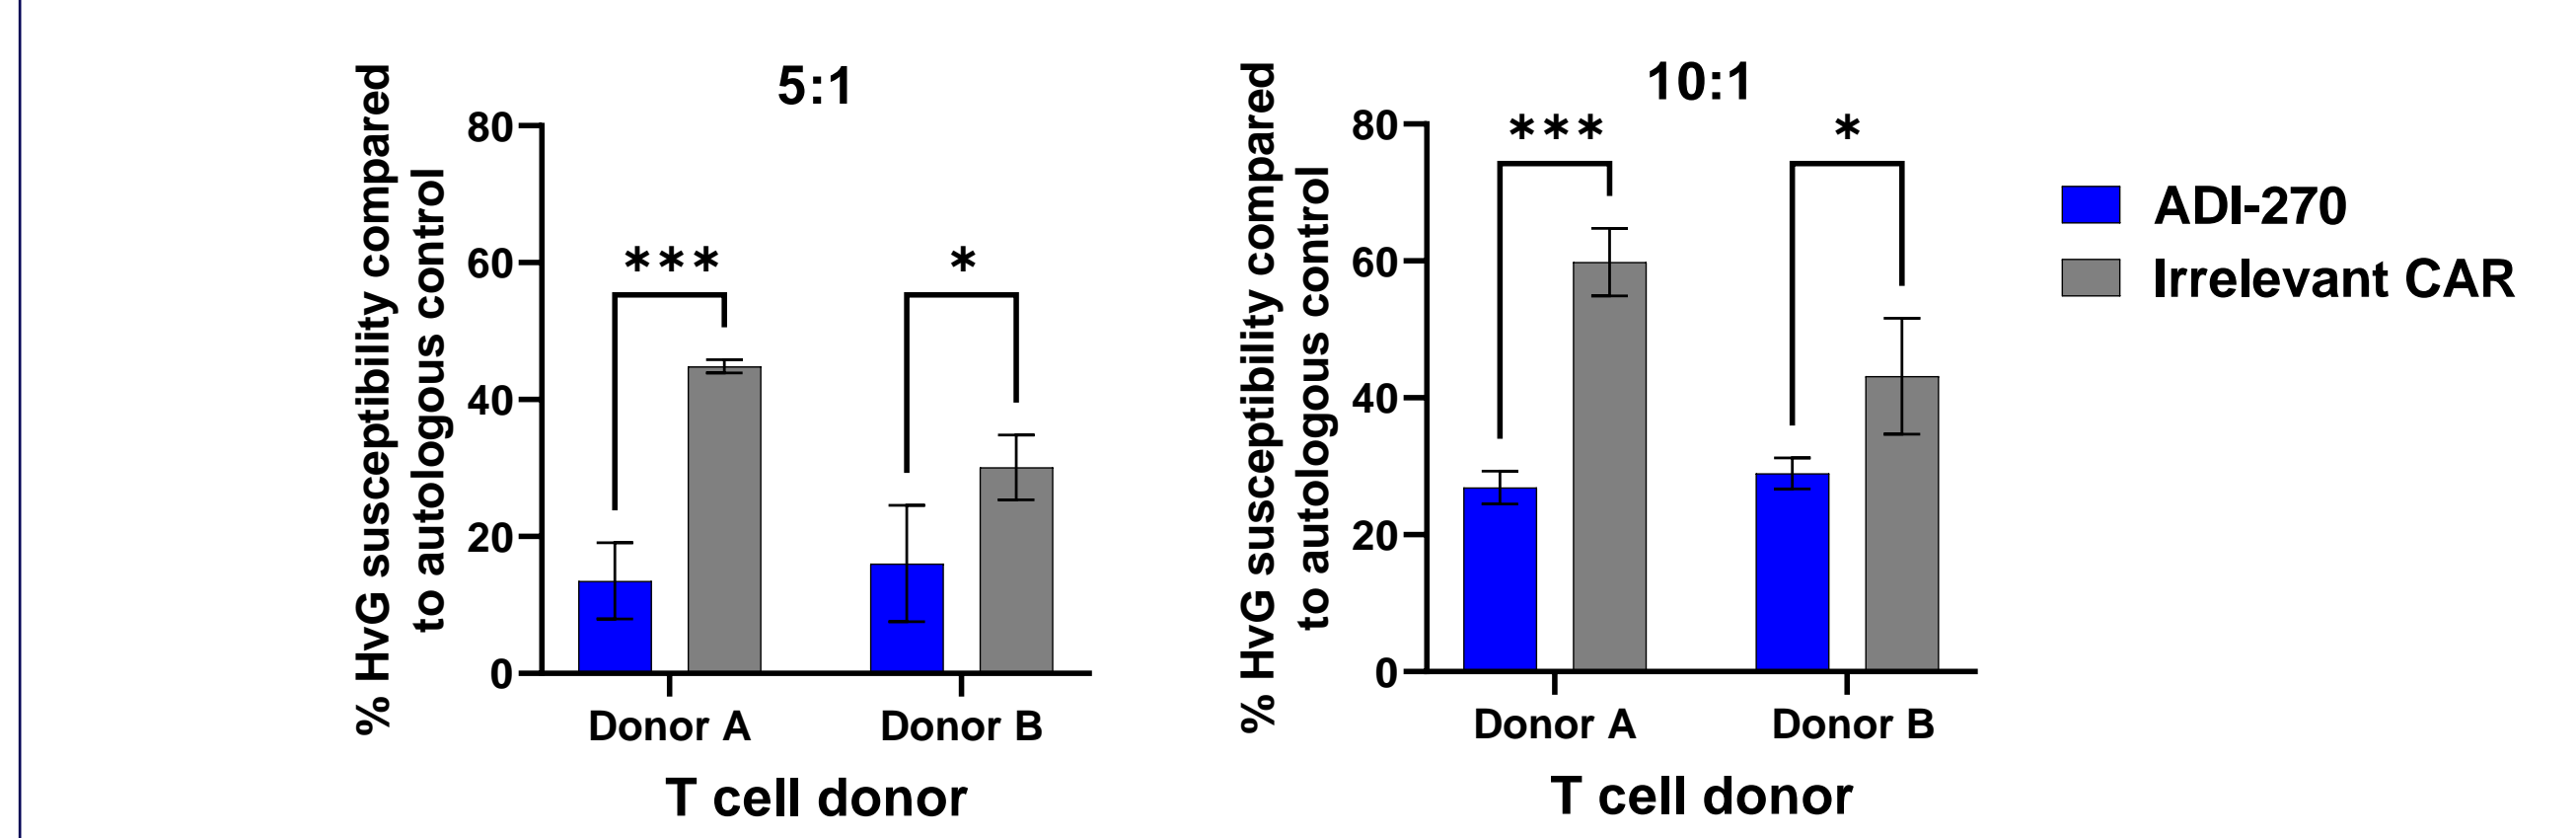 5:1
% HvG susceptibility compared
to autologous control
80
60
40
20
0
***
*
Donor A
Donor B
T cell donor
10:1
% HvG susceptibility compared
to autologous control
80
60
40
20
0
***
*
Donor A
Donor B
T cell donor
ADI-270
Irrelevant CAR